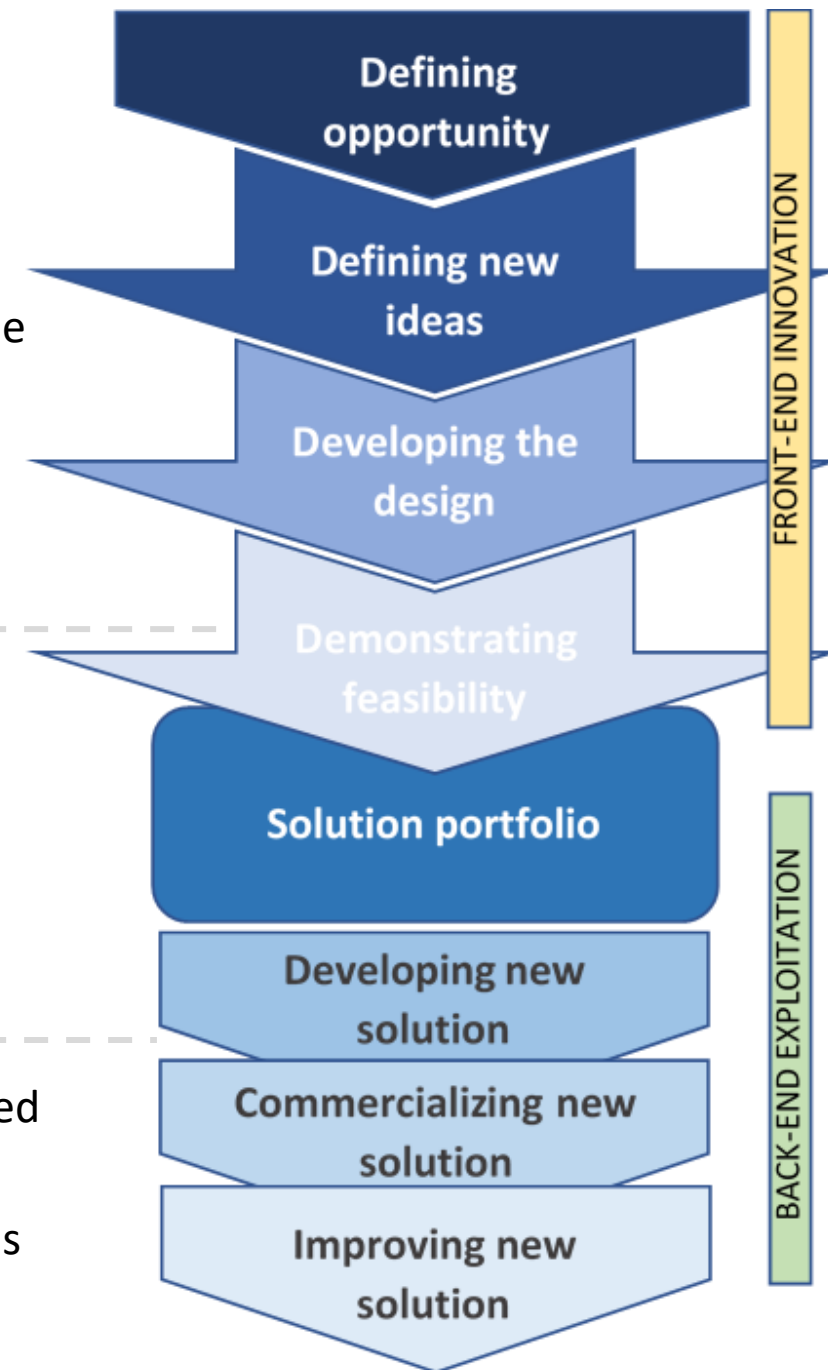 Defining
opportunity
Defining new
ideas
e
Developing the
design
FRONT-END INNOVATION
Demonstrating
feasibility
Solution portfolio
Developing new
solution
BACK-END EXPLOITATION
Commercializing new
solution
ed
Improving new
solution
s